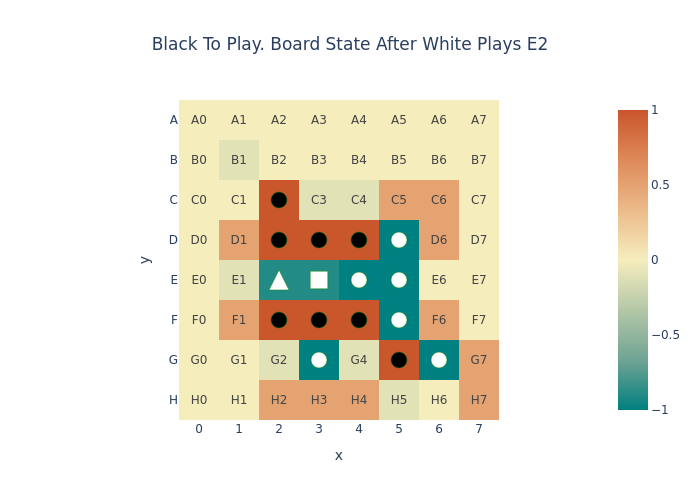 Black To Play. Board State After White Plays E2
A A0 A1 A2 A3 A4 A5 A6 A7
B B0 B1 B2 B3 B4 B5 B6 B7
C C0 C1 C3 C4 C5 C6 C7
D D0 D1 D6 D7
E E0 E1 E6 E7
F F0 F1 F6 F7
G G0 G1 G2 G4 G7
H H0 H1 H2 H3 H4 H5 H6 H7
0 1 2 3 4 5 6 7
x
y
1
0.5
0
−0.5
−1